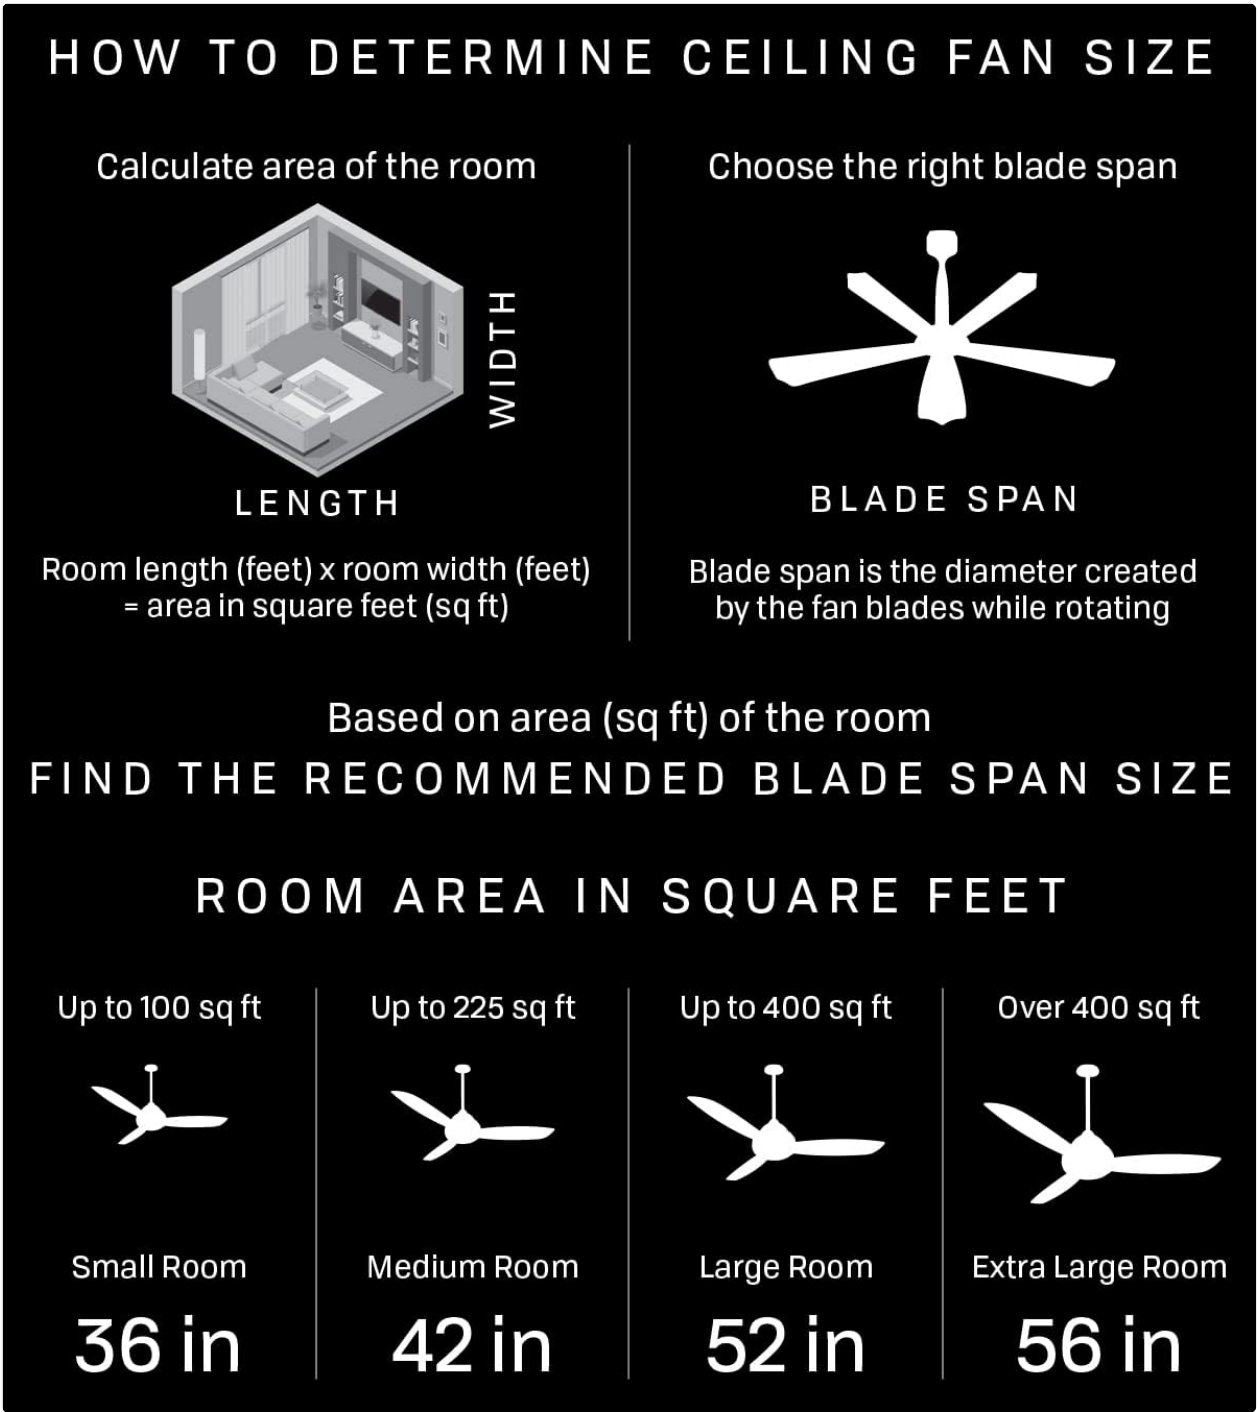 HOW TO DETERMINE CEILING FAN SIZE
Calculate area of the room
WIDTH
LENGTH
Room length (feet) x room width (feet)
= area in square feet (sq ft)
Choose the right blade span
BLADE SPAN
Blade span is the diameter created
by the fan blades while rotating
Based on area (sq ft) of the room
FIND THE RECOMMENDED BLADE SPAN SIZE
ROOM AREA IN SQUARE FEET
Up to 100 sq ft
Small Room
36 in
Up to 225 sq ft
Medium Room
42 in
Up to 400 sq ft
Large Room
52 in
Over 400 sq ft
Extra Large Room
56 in